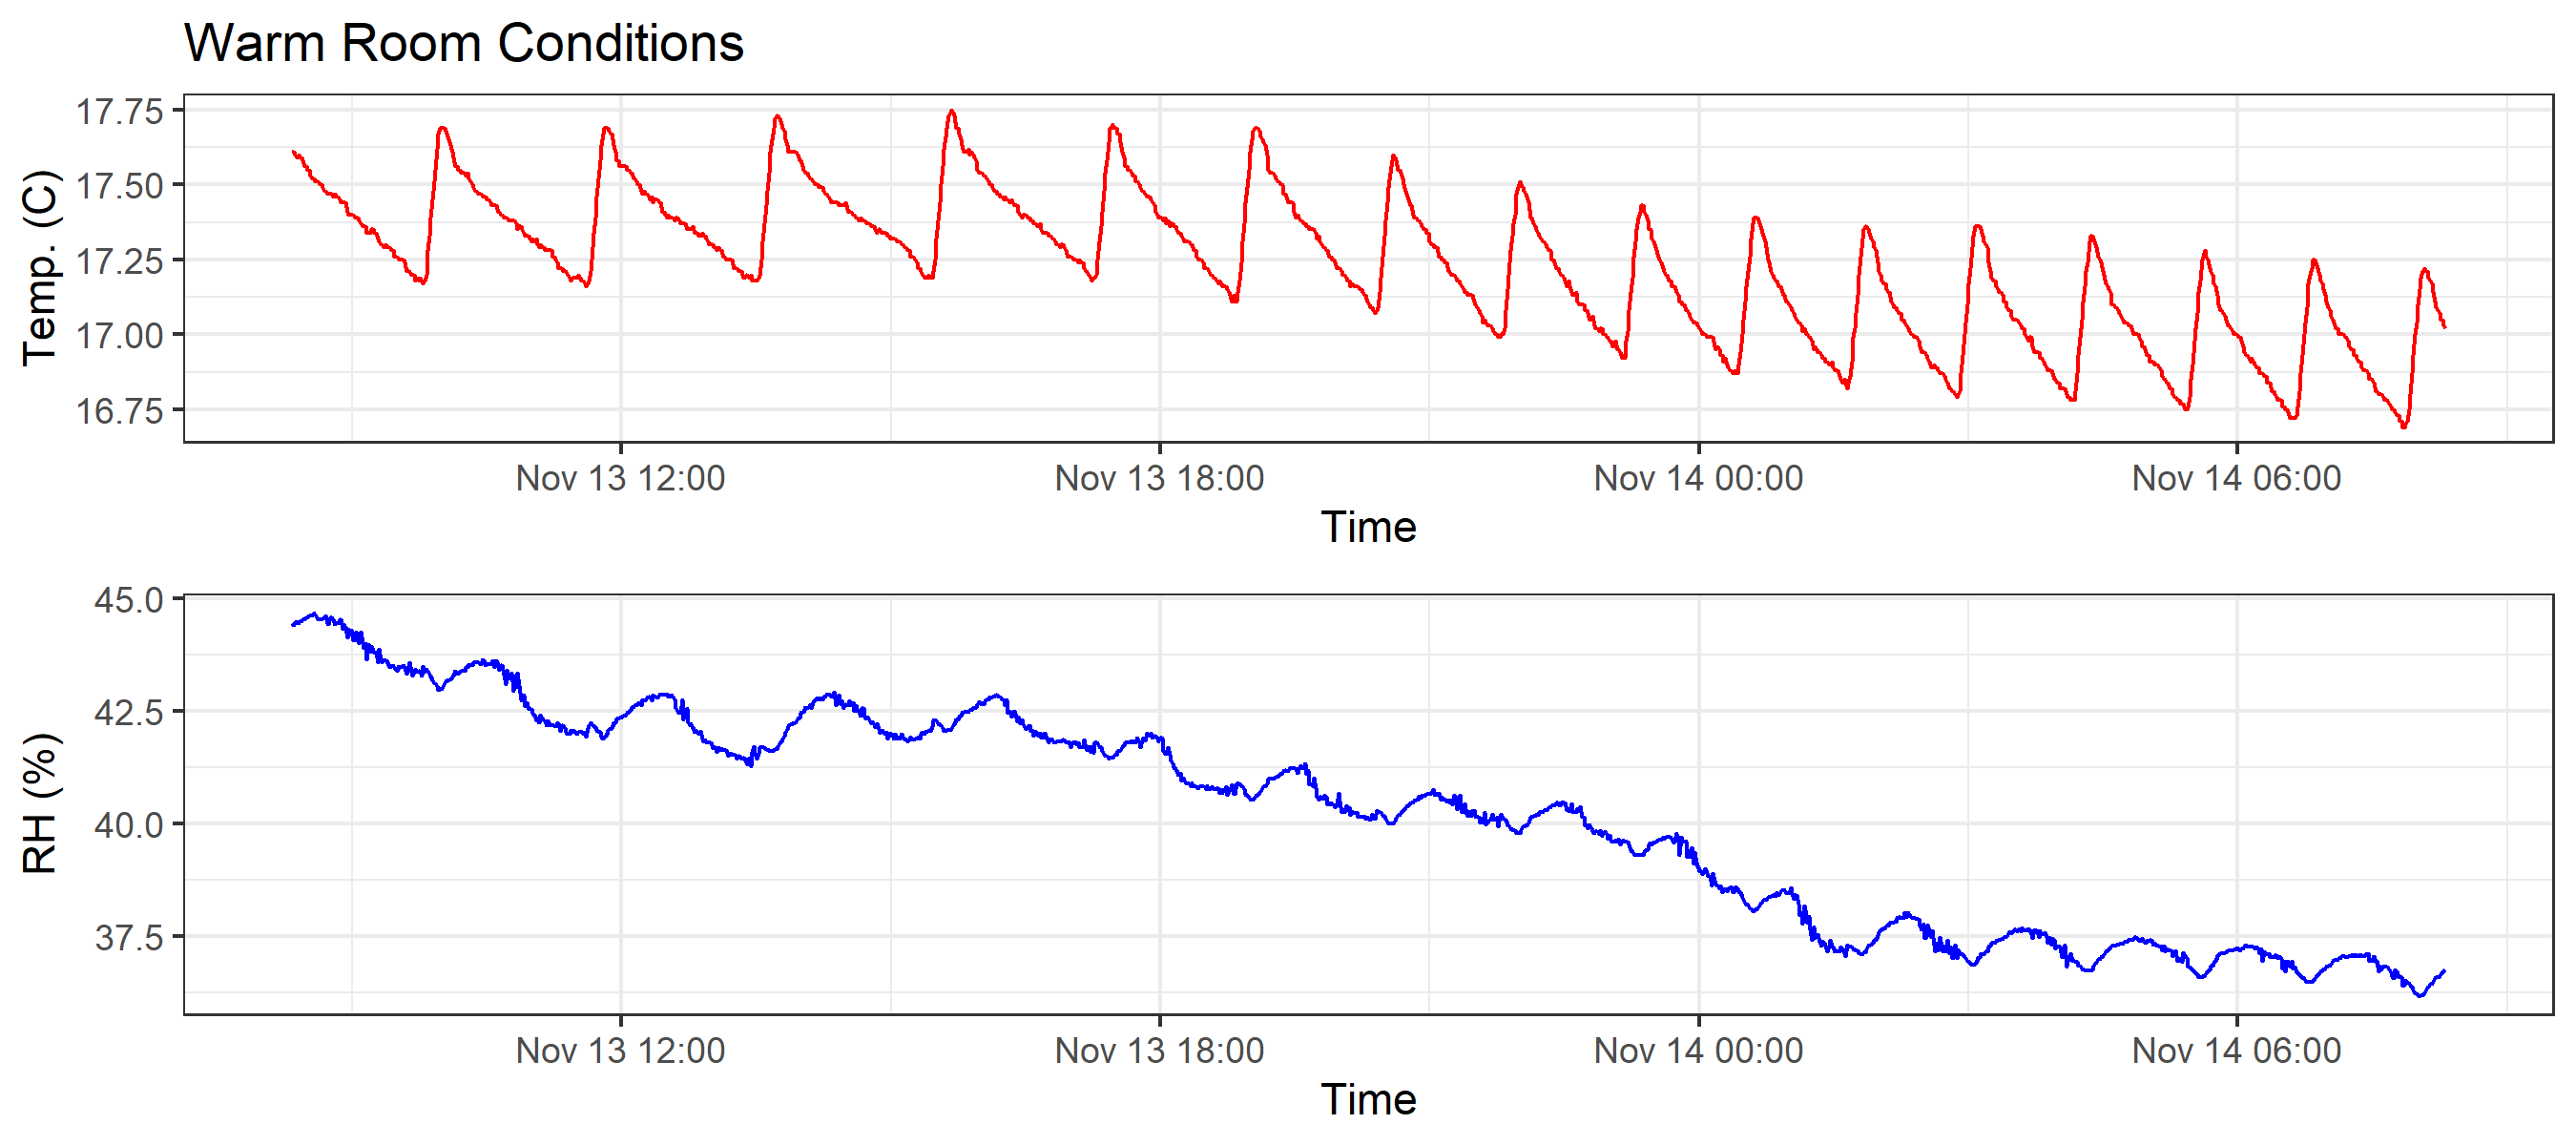 Warm Room Conditions
17.75
17.50
17.25
17.00
16.75
Temp. (C)
Nov 13 12:00 Nov 13 18:00 Nov 14 00:00 Nov 14 06:00
Time
45.0
42.5
40.0
37.5
RH (%)
Nov 13 12:00 Nov 13 18:00 Nov 14 00:00 Nov 14 06:00
Time